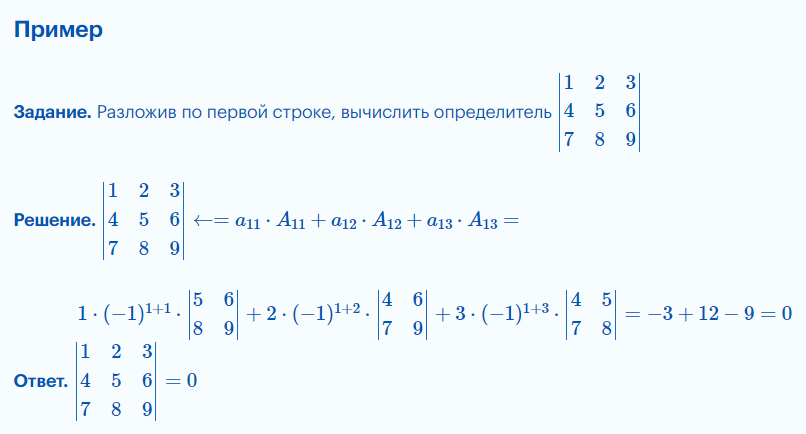 Пример
Задание. Разложив по первой строке, вычислить определитель |1 2 3|
|4 5 6|
|7 8 9|
Решение. |1 2 3|
|4 5 6|
|7 8 9| ←= a₁₁ · A₁₁ + a₁₂ · A₁₂ + a₁₃ · A₁₃ =
1 · (−1)¹⁺¹ · |5 6; 8 9| + 2 · (−1)¹⁺² · |4 6; 7 9| + 3 · (−1)¹⁺³ · |4 5; 7 8| = −3 + 12 − 9 = 0
Ответ. |1 2 3|
|4 5 6|
|7 8 9| = 0